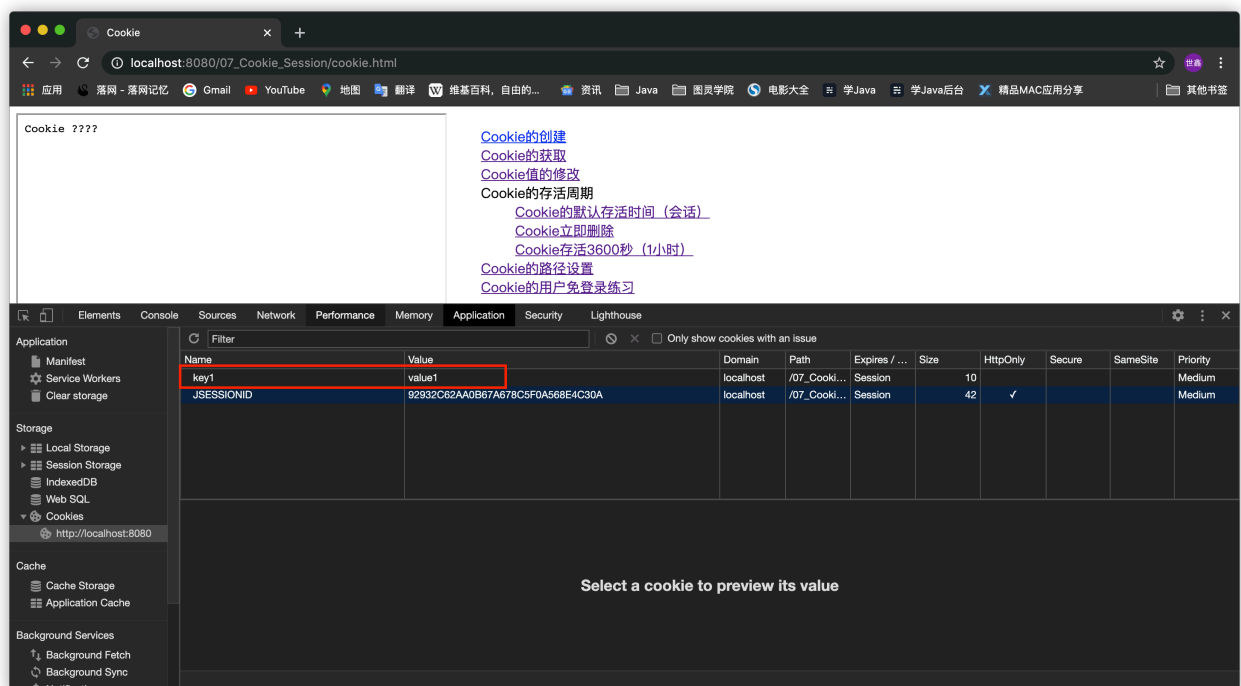 Cookie
localhost:8080/07_Cookie_Session/cookie.html
世鑫
应用 落网 - 落网记忆 Gmail YouTube 地图 翻译 维基百科，自由的... 资讯 Java 图灵学院 电影大全 学Java 学Java后台 精品MAC应用分享 其他书签
Cookie ????
Cookie的创建
Cookie的获取
Cookie值的修改
Cookie的存活周期
Cookie的默认存活时间（会话）
Cookie立即删除
Cookie存活3600秒（1小时）
Cookie的路径设置
Cookie的用户免登录练习
Elements Console Sources Network Performance Memory Application Security Lighthouse
Application
Manifest
Service Workers
Clear storage
Storage
Local Storage
Session Storage
IndexedDB
Web SQL
Cookies
http://localhost:8080
Cache
Cache Storage
Application Cache
Background Services
Background Fetch
Background Sync
Filter Only show cookies with an issue
Name Value Domain Path Expires / ... Size HttpOnly Secure SameSite Priority
key1 value1 localhost /07_Cooki... Session 10 Medium
JSESSIONID 92932C62AA0B67A678C5F0A568E4C30A localhost /07_Cooki... Session 42 ✓ Medium
Select a cookie to preview its value